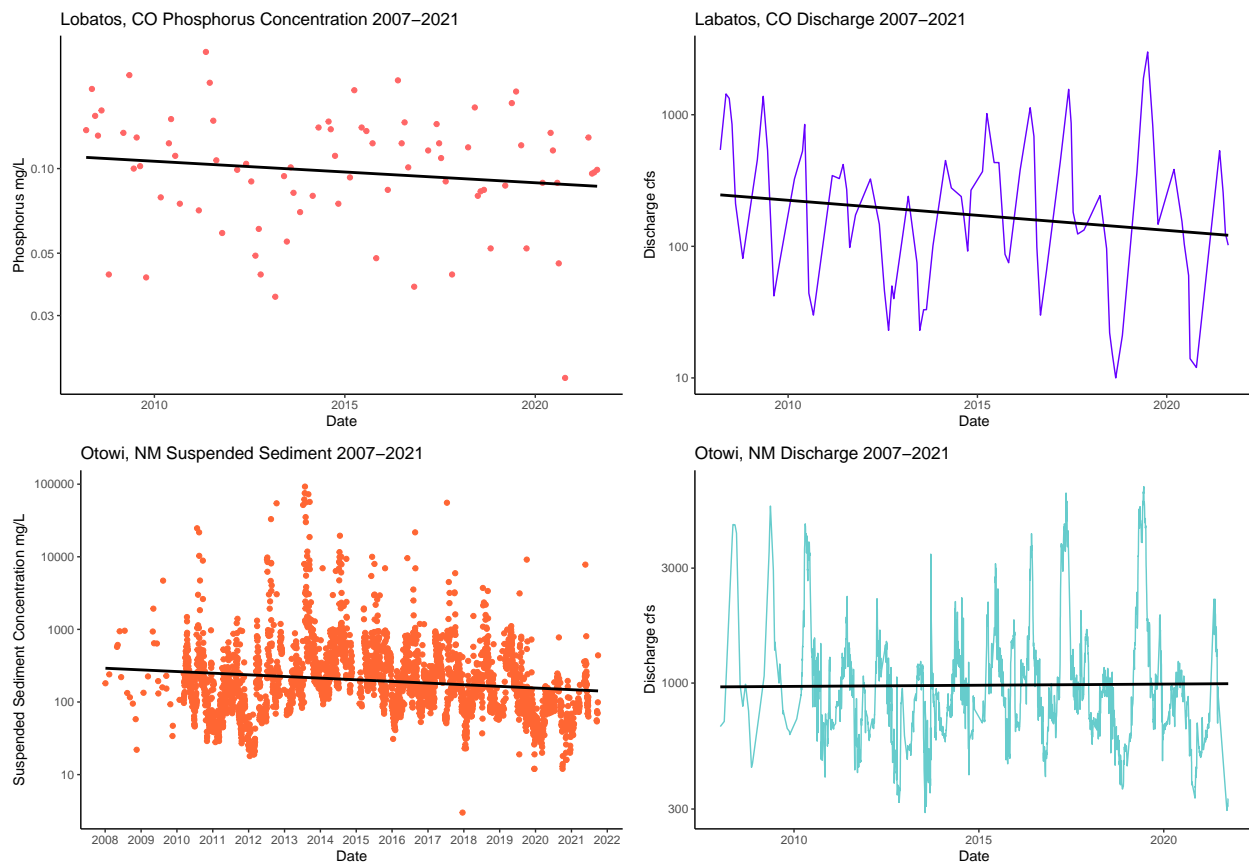 Lobatos, CO Phosphorus Concentration 2007−2021
Phosphorus mg/L
0.10
0.05
0.03
2010
2015
2020
Date
Labatos, CO Discharge 2007−2021
Discharge cfs
1000
100
10
2010
2015
2020
Date
Otowi, NM Suspended Sediment 2007−2021
Suspended Sediment Concentration mg/L
100000
10000
1000
100
10
2008 2009 2010 2011 2012 2013 2014 2015 2016 2017 2018 2019 2020 2021 2022
Date
Otowi, NM Discharge 2007−2021
Discharge cfs
3000
1000
300
2010
2015
2020
Date